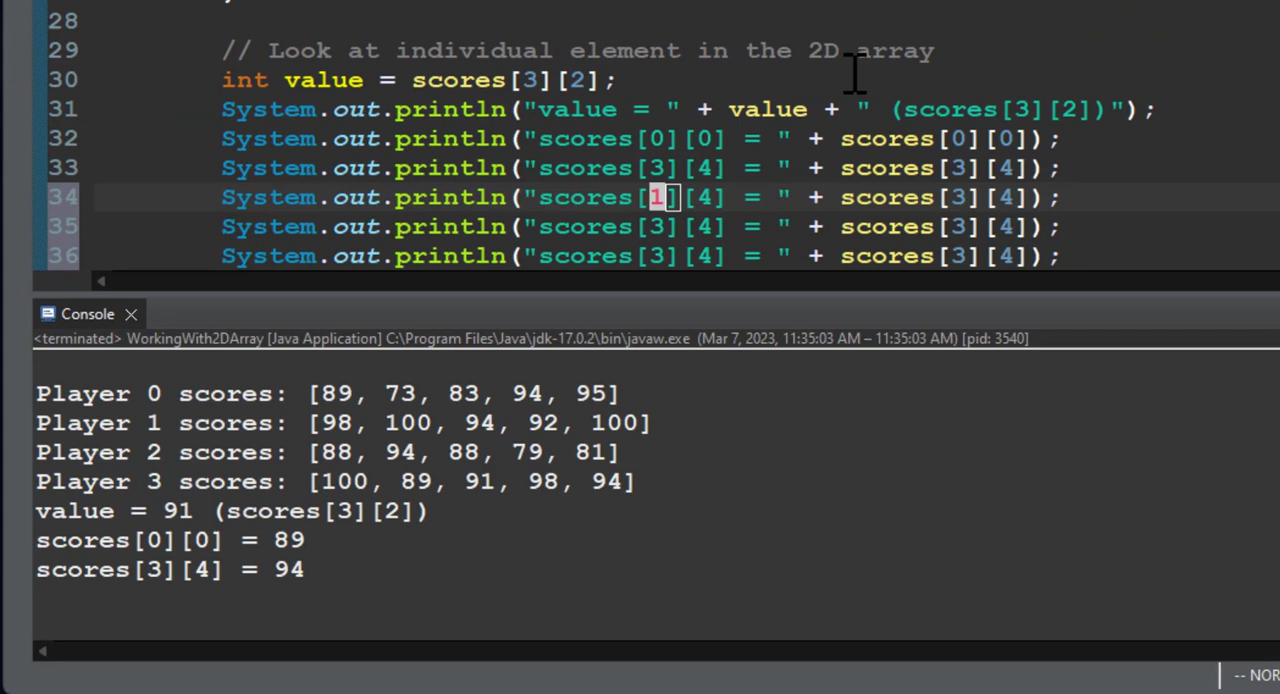 28
29 // Look at individual element in the 2D array
30 int value = scores[3][2];
31 System.out.println("value = " + value + " (scores[3][2])");
32 System.out.println("scores[0][0] = " + scores[0][0]);
33 System.out.println("scores[3][4] = " + scores[3][4]);
34 System.out.println("scores[1][4] = " + scores[3][4]);
35 System.out.println("scores[3][4] = " + scores[3][4]);
36 System.out.println("scores[3][4] = " + scores[3][4]);
Console
<terminated> WorkingWith2DArray [Java Application] C:\Program Files\Java\jdk-17.0.2\bin\javaw.exe (Mar 7, 2023, 11:35:03 AM – 11:35:03 AM) [pid: 3540]
Player 0 scores: [89, 73, 83, 94, 95]
Player 1 scores: [98, 100, 94, 92, 100]
Player 2 scores: [88, 94, 88, 79, 81]
Player 3 scores: [100, 89, 91, 98, 94]
value = 91 (scores[3][2])
scores[0][0] = 89
scores[3][4] = 94
-- NOR